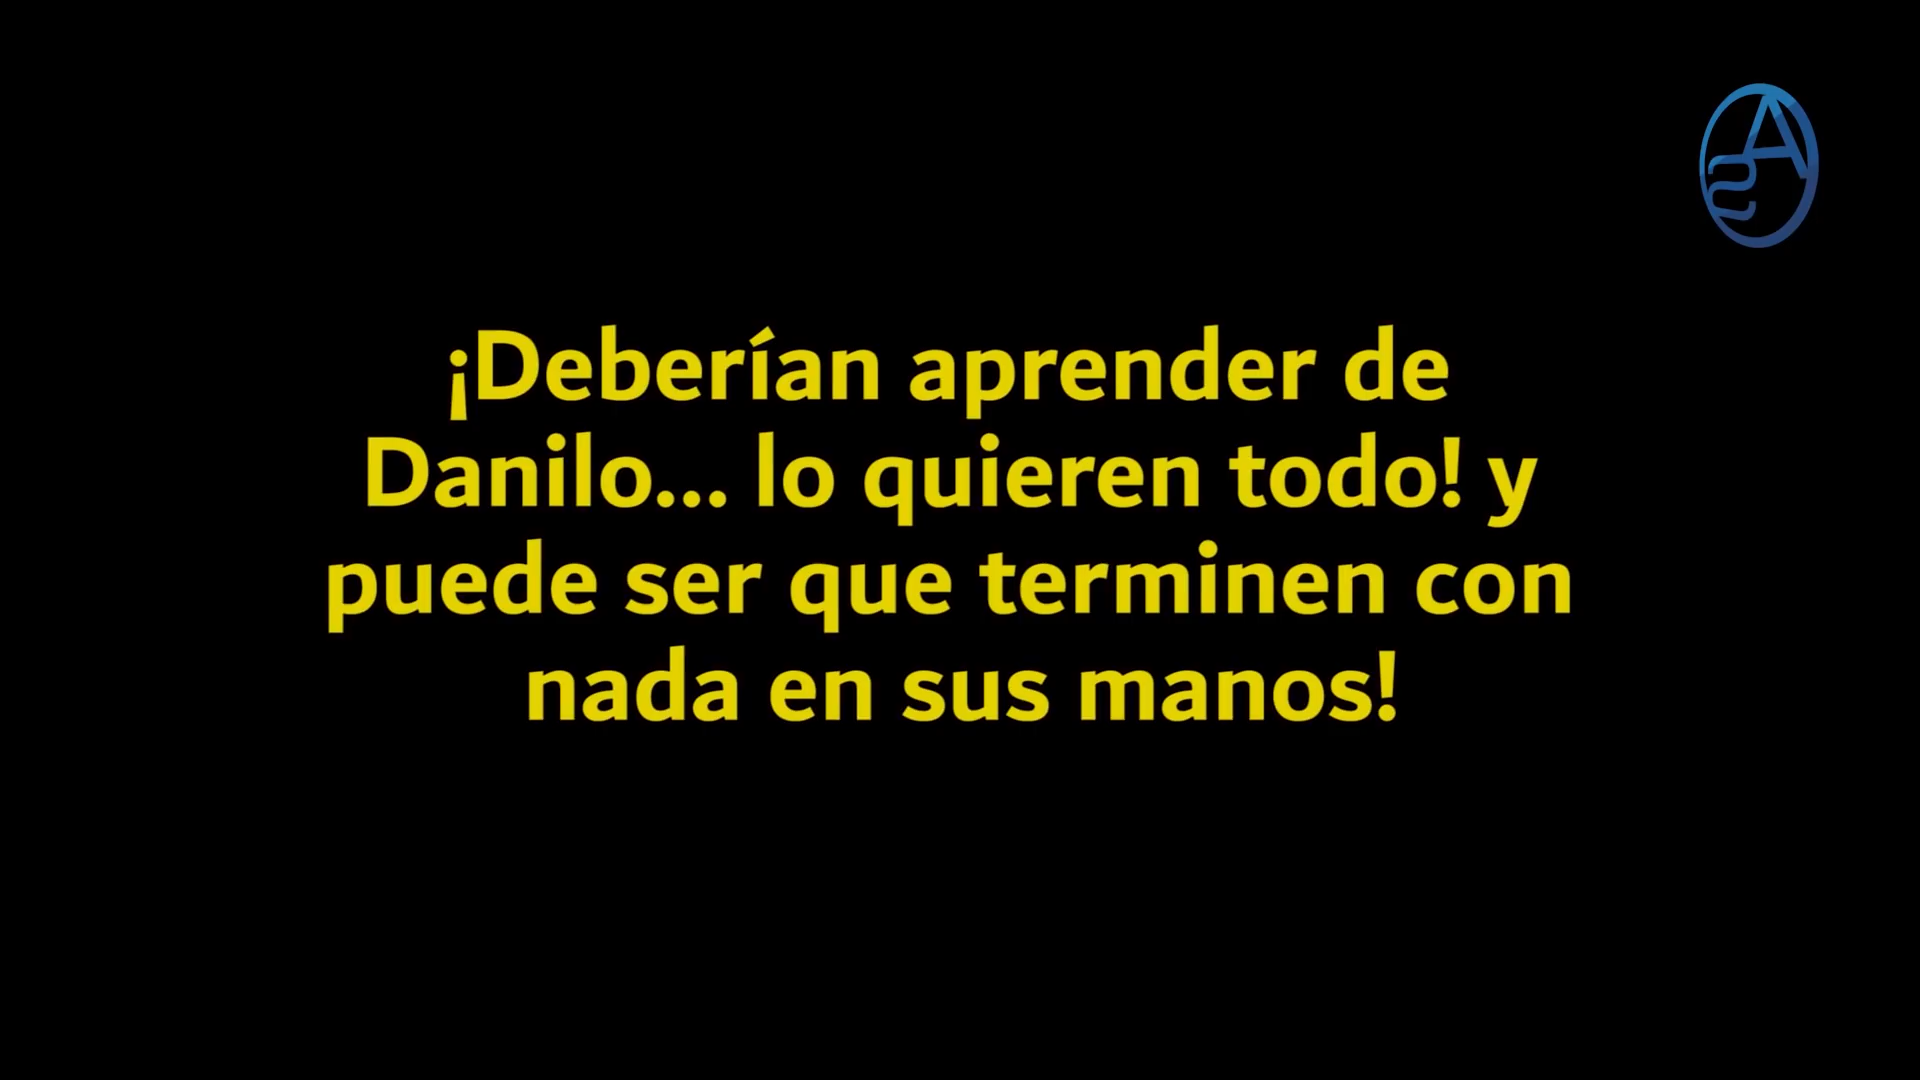 ¡Deberían aprender de
Danilo... lo quieren todo! y
puede ser que terminen con
nada en sus manos!